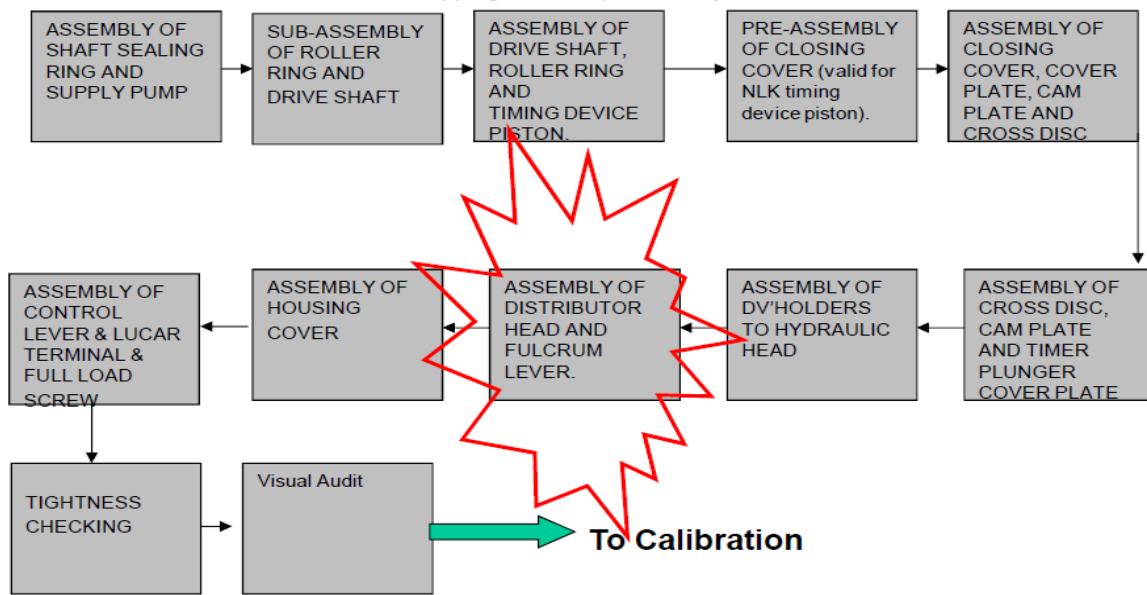 ASSEMBLY OF
SHAFT SEALING
RING AND
SUPPLY PUMP
SUB-ASSEMBLY
OF ROLLER
RING AND
DRIVE SHAFT
ASSEMBLY OF
DRIVE SHAFT,
ROLLER RING
AND
TIMING DEVICE
PISTON.
PRE-ASSEMBLY
OF CLOSING
COVER (valid for
NLK timing
device piston).
ASSEMBLY OF
CLOSING
COVER, COVER
PLATE, CAM
PLATE AND
CROSS DISC
ASSEMBLY OF
CROSS DISC,
CAM PLATE
AND TIMER
PLUNGER
COVER PLATE
ASSEMBLY OF
DV'HOLDERS
TO HYDRAULIC
HEAD
ASSEMBLY OF
DISTRIBUTOR
HEAD AND
FULCRUM
LEVER.
ASSEMBLY OF
HOUSING
COVER
ASSEMBLY OF
CONTROL
LEVER & LUCAR
TERMINAL &
FULL LOAD
SCREW
TIGHTNESS
CHECKING
Visual Audit
To Calibration